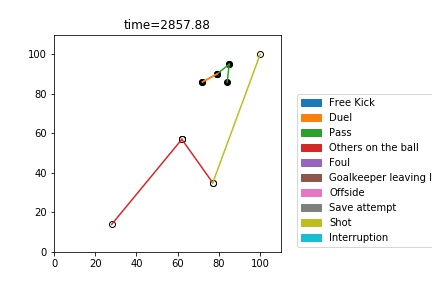 time=2857.88
100
80
60
40
20
0
0 20 40 60 80 100
Free Kick
Duel
Pass
Others on the ball
Foul
Goalkeeper leaving l
Offside
Save attempt
Shot
Interruption